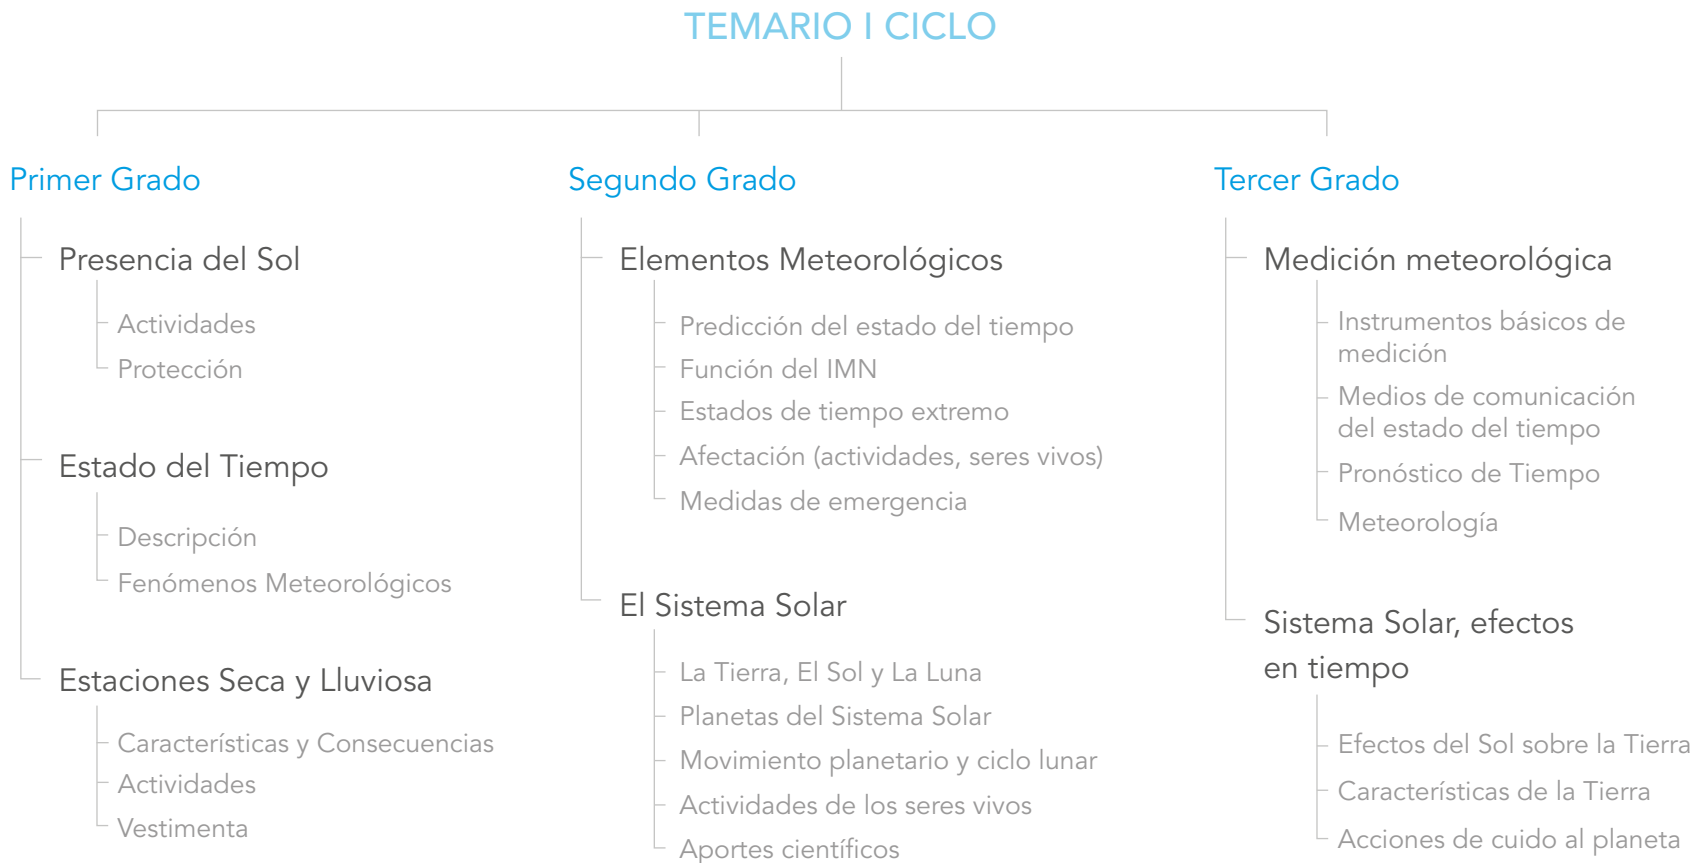 TEMARIO I CICLO
Primer Grado
Presencia del Sol
Actividades
Protección
Estado del Tiempo
Descripción
Fenómenos Meteorológicos
Estaciones Seca y Lluviosa
Características y Consecuencias
Actividades
Vestimenta
Segundo Grado
Elementos Meteorológicos
Predicción del estado del tiempo
Función del IMN
Estados de tiempo extremo
Afectación (actividades, seres vivos)
Medidas de emergencia
El Sistema Solar
La Tierra, El Sol y La Luna
Planetas del Sistema Solar
Movimiento planetario y ciclo lunar
Actividades de los seres vivos
Aportes científicos
Tercer Grado
Medición meteorológica
Instrumentos básicos de
medición
Medios de comunicación
del estado del tiempo
Pronóstico de Tiempo
Meteorología
Sistema Solar, efectos
en tiempo
Efectos del Sol sobre la Tierra
Características de la Tierra
Acciones de cuido al planeta